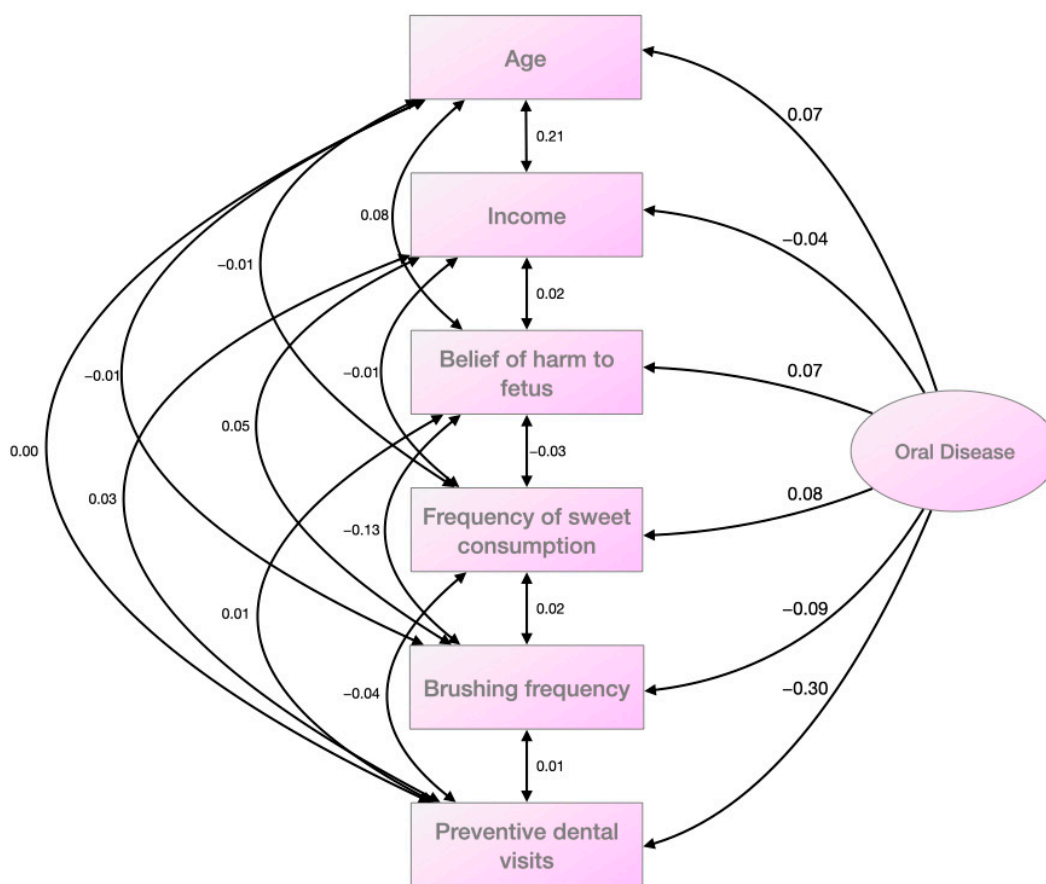 Age
0.07
0.21
Income
0.08
−0.04
−0.01
0.02
Belief of harm to
fetus
0.07
−0.01
−0.01
0.05
0.00
−0.03
Oral Disease
0.03
0.08
Frequency of sweet
consumption
−0.13
0.01
0.02
−0.09
Brushing frequency
−0.04
−0.30
0.01
Preventive dental
visits